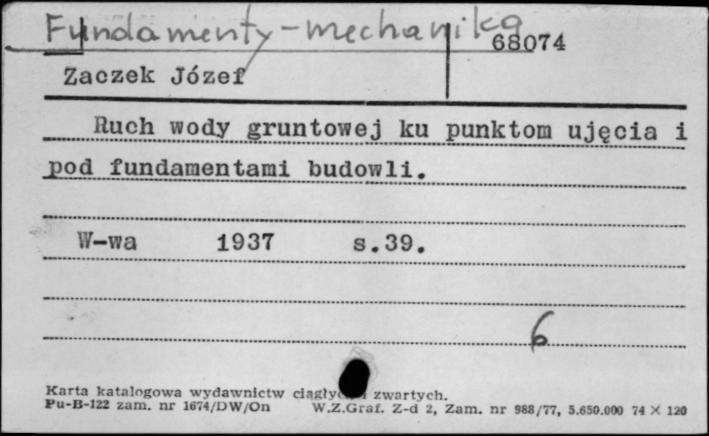 Fundamenty - mechanika
68074
Zaczek Józef
Ruch wody gruntowej ku punktom ujęcia i
pod fundamentami budowli.
W-wa 1937 s.39.
6
Karta katalogowa wydawnictw ciągłych i zwartych.
Pu-B-122 zam. nr 1674/DW/On W.Z.Graf. Z-d 2, Zam. nr 988/77, 5.650.000 74 × 120